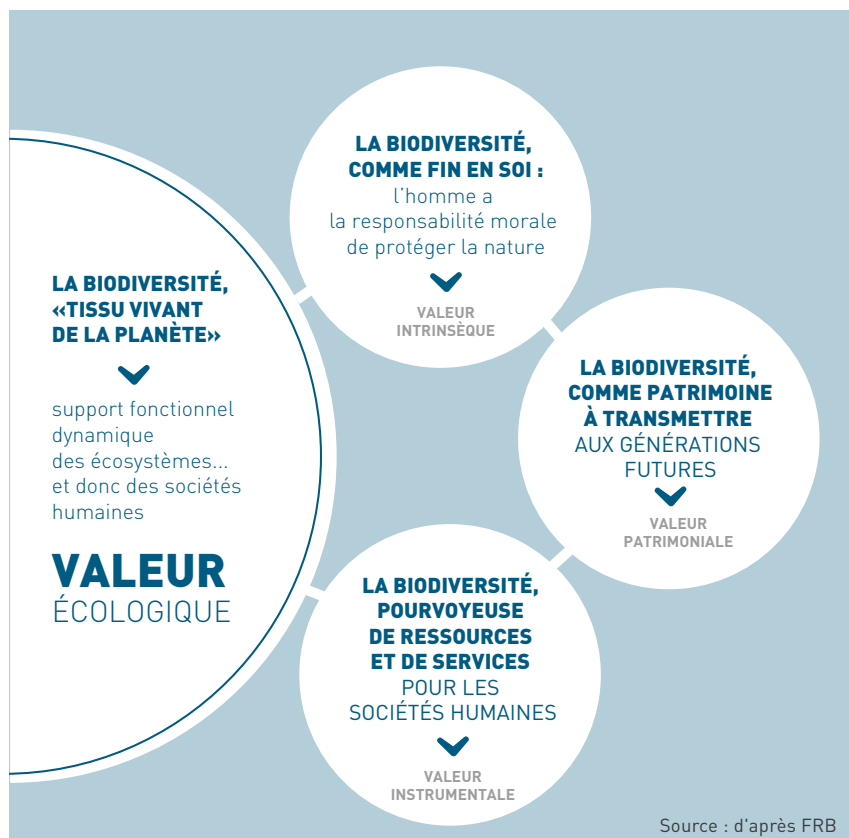 LA BIODIVERSITÉ,
«TISSU VIVANT
DE LA PLANÈTE»
support fonctionnel
dynamique
des écosystèmes...
et donc des sociétés
humaines
VALEUR
ÉCOLOGIQUE
LA BIODIVERSITÉ,
COMME FIN EN SOI :
l'homme a
la responsabilité morale
de protéger la nature
VALEUR
INTRINSÈQUE
LA BIODIVERSITÉ,
COMME PATRIMOINE
À TRANSMETTRE
AUX GÉNÉRATIONS
FUTURES
VALEUR
PATRIMONIALE
LA BIODIVERSITÉ,
POURVOYEUSE
DE RESSOURCES
ET DE SERVICES
POUR LES
SOCIÉTÉS HUMAINES
VALEUR
INSTRUMENTALE
Source : d'après FRB